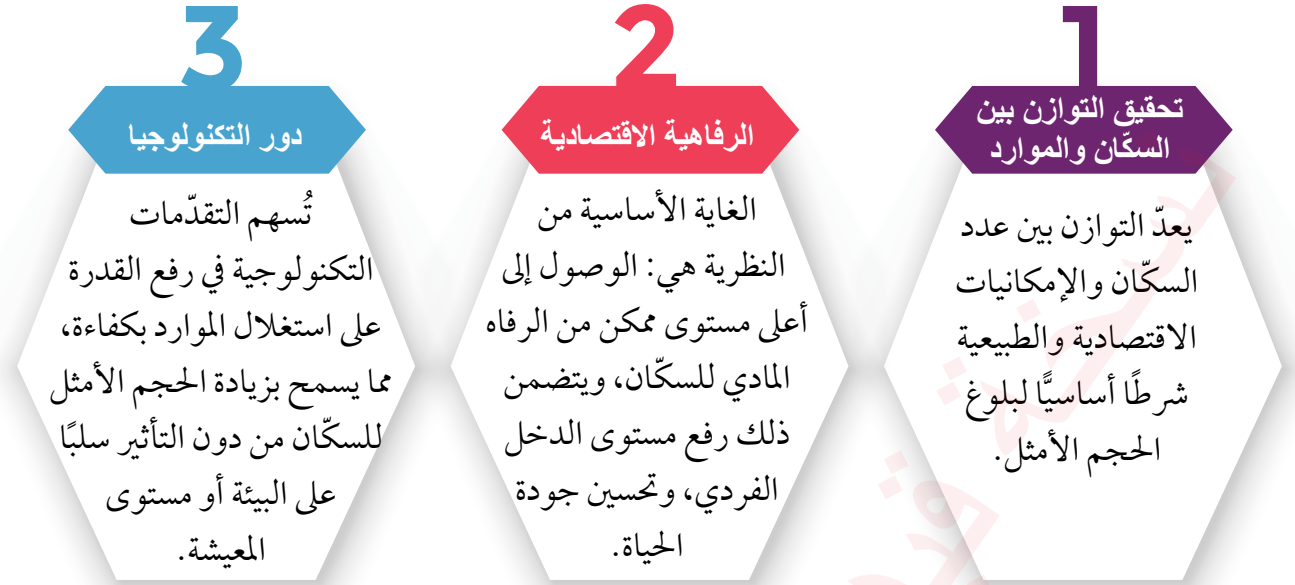 1
تحقيق التوازن بين
السكّان والموارد
يعدّ التوازن بين عدد
السكّان والإمكانيات
الاقتصادية والطبيعية
شرطًا أساسيًّا لبلوغ
الحجم الأمثل.
2
الرفاهية الاقتصادية
الغاية الأساسية من
النظرية هي: الوصول إلى
أعلى مستوى ممكن من الرفاه
المادي للسكّان، ويتضمن
ذلك رفع مستوى الدخل
الفردي، وتحسين جودة
الحياة.
3
دور التكنولوجيا
تُسهم التقدّمات
التكنولوجية في رفع القدرة
على استغلال الموارد بكفاءة،
مما يسمح بزيادة الحجم الأمثل
للسكّان من دون التأثير سلبًا
على البيئة أو مستوى
المعيشة.